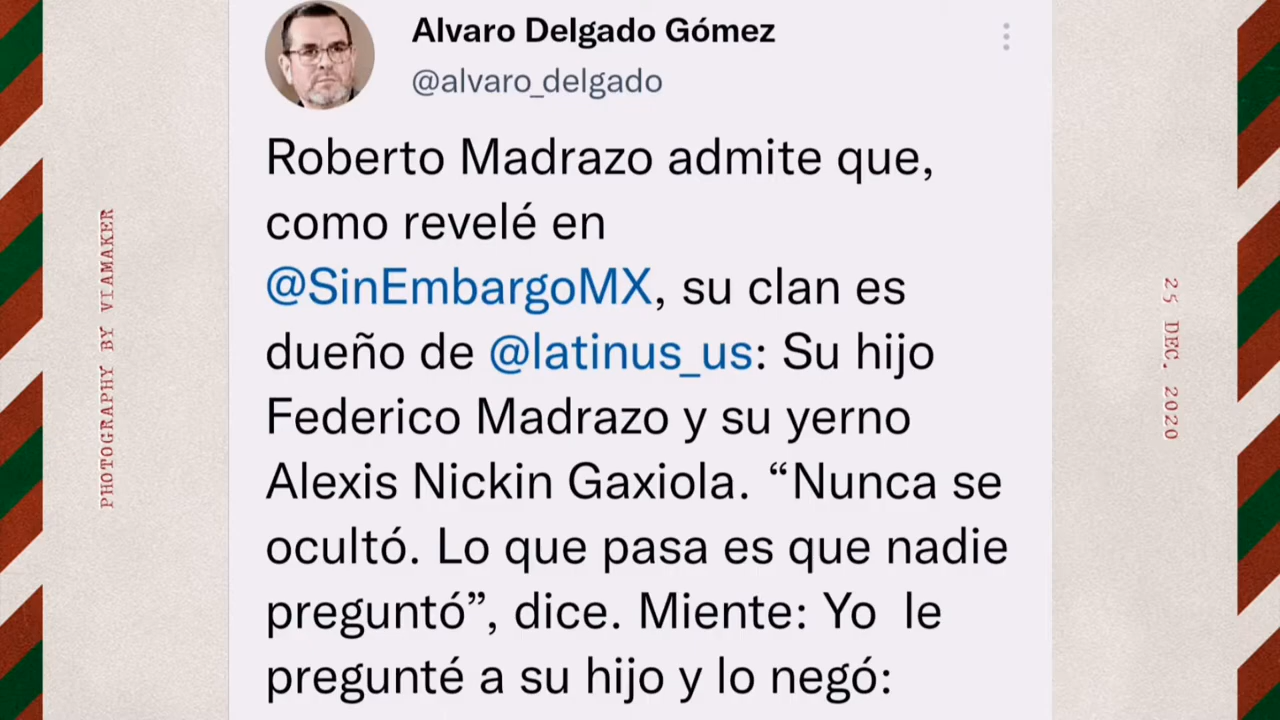 Alvaro Delgado Gómez
@alvaro_delgado
Roberto Madrazo admite que,
como revelé en
@SinEmbargoMX, su clan es
dueño de @latinus_us: Su hijo
Federico Madrazo y su yerno
Alexis Nickin Gaxiola. “Nunca se
ocultó. Lo que pasa es que nadie
preguntó”, dice. Miente: Yo  le
pregunté a su hijo y lo negó:
PHOTOGRAPHY BY VIAMAKER
25 DEC. 2020